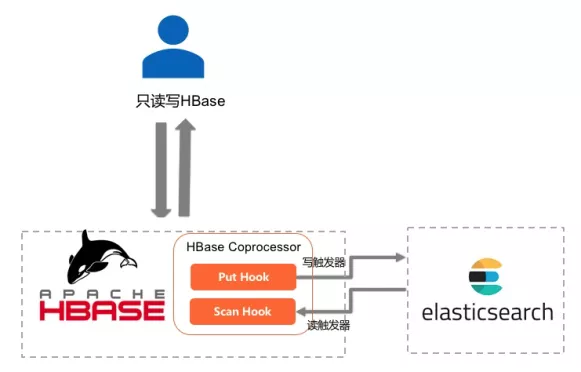 只读写HBase
HBase Coprocessor
写触发器
Put Hook
APACHE
HBASE
Scan Hook
读触发器
elasticsearch